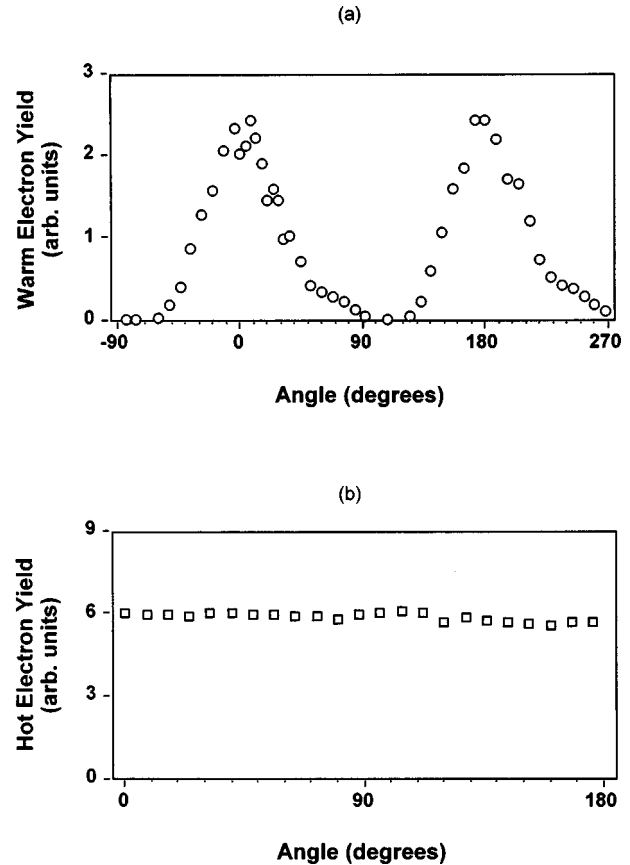 (a)
3
2
1
0
Warm Electron Yield
(arb. units)
-90
0
90
180
270
Angle (degrees)
(b)
9
6
3
0
Hot Electron Yield
(arb. units)
0
90
180
Angle (degrees)